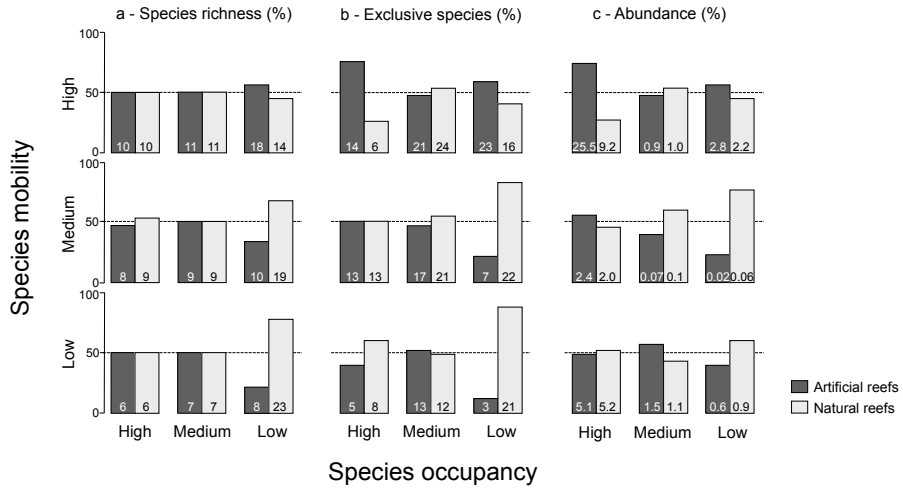 a - Species richness (%) b - Exclusive species (%) c - Abundance (%)
Species mobility
High
100
50
0
10 10 11 11 18 14
14 6 21 24 23 16
25.5 9.2 0.9 1.0 2.8 2.2
Medium
100
50
0
8 9 9 9 10 19
13 13 17 21 7 22
2.4 2.0 0.07 0.1 0.02 0.06
Low
100
50
0
6 6 7 7 8 23
5 8 13 12 3 21
5.1 5.2 1.5 1.1 0.6 0.9
High Medium Low High Medium Low High Medium Low
Species occupancy
Artificial reefs
Natural reefs